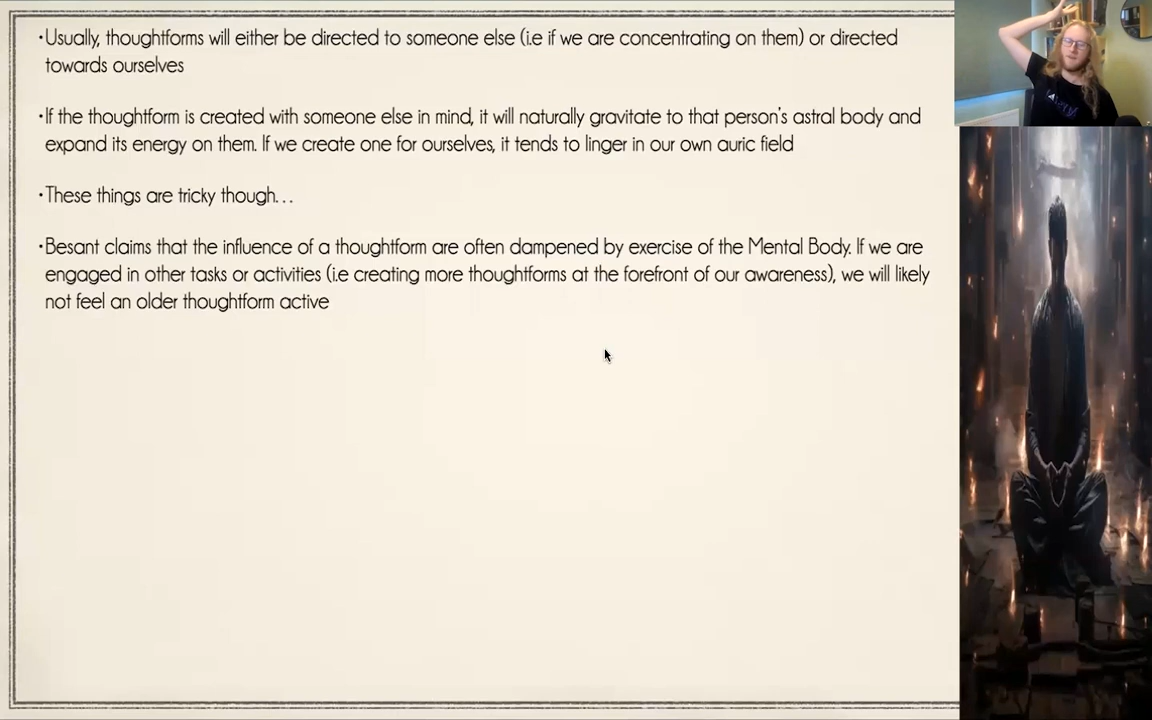 •Usually, thoughtforms will either be directed to someone else (i.e if we are concentrating on them) or directed
towards ourselves
•If the thoughtform is created with someone else in mind, it will naturally gravitate to that person's astral body and
expand its energy on them. If we create one for ourselves, it tends to linger in our own auric field
•These things are tricky though…
•Besant claims that the influence of a thoughtform are often dampened by exercise of the Mental Body. If we are
engaged in other tasks or activities (i.e creating more thoughtforms at the forefront of our awareness), we will likely
not feel an older thoughtform active